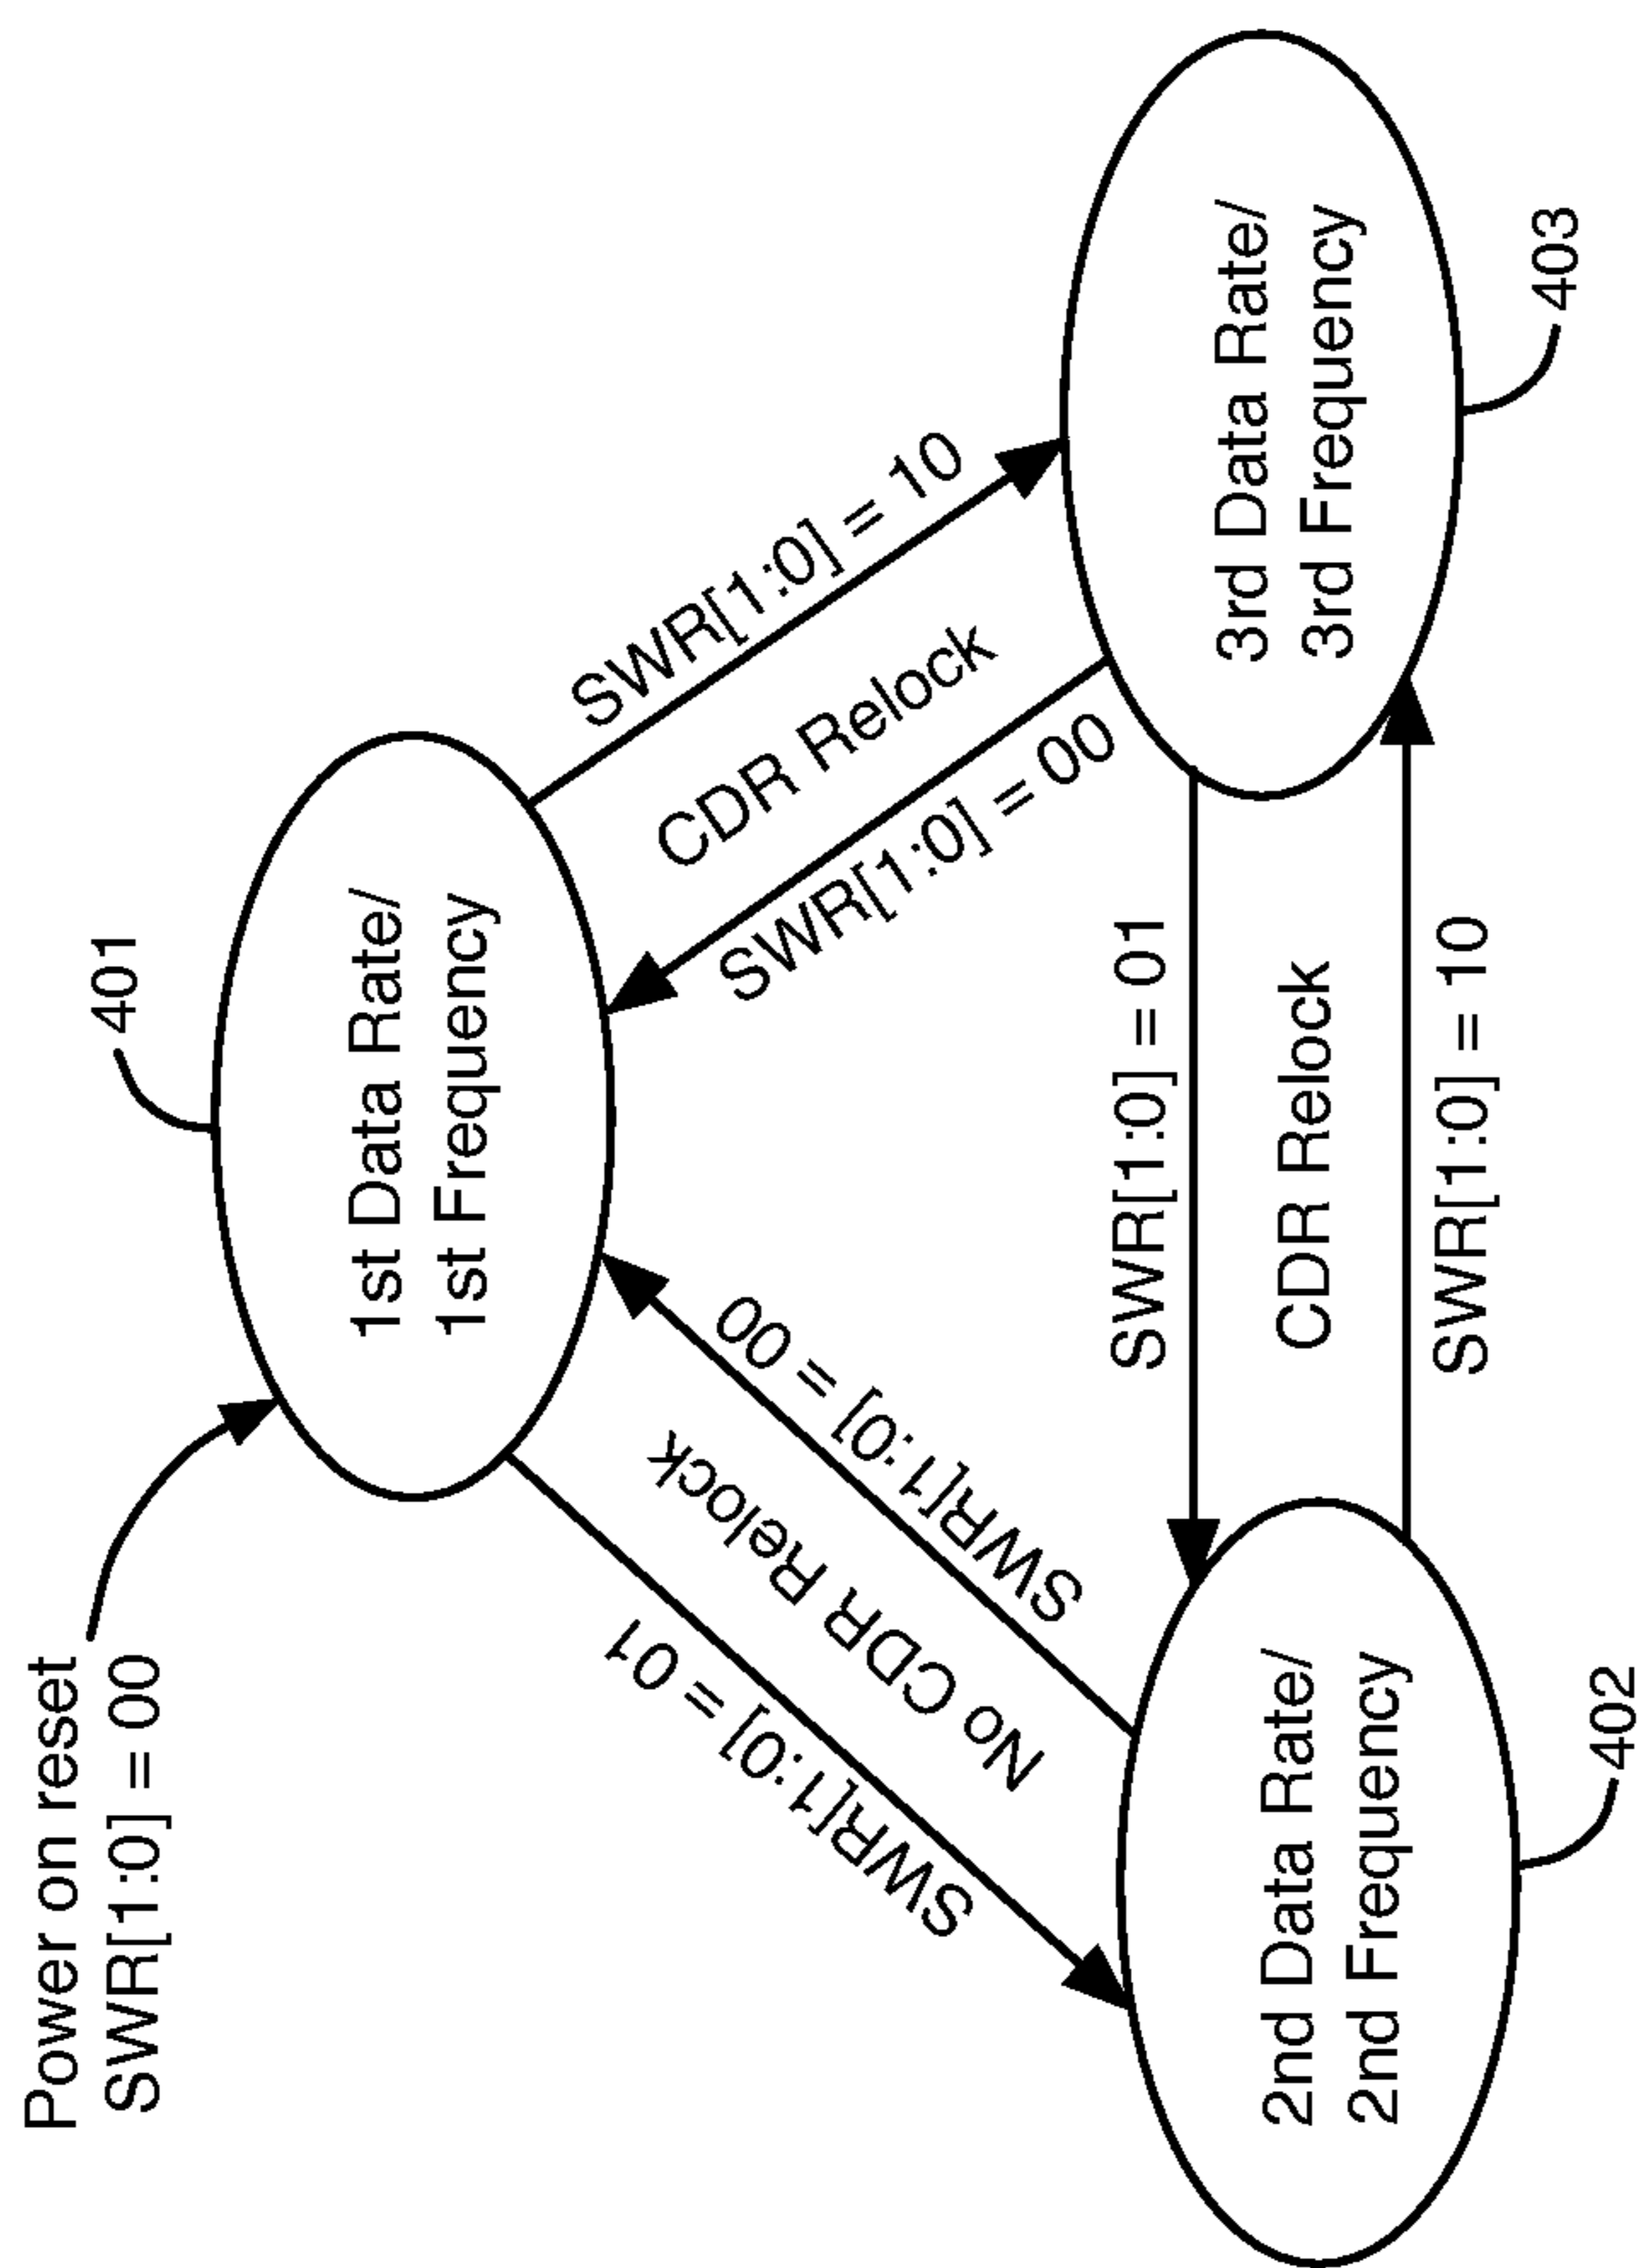 Power on reset
SWR[1:0] = 00
401
1st Data Rate/
1st Frequency
SWR[1:0] = 01
No CDR Relock
SWR[1:0] = 00
SWR[1:0] = 10
CDR Relock
SWR[1:0] = 00
SWR[1:0] = 01
CDR Relock
SWR[1:0] = 10
2nd Data Rate/
2nd Frequency
402
3rd Data Rate/
3rd Frequency
403